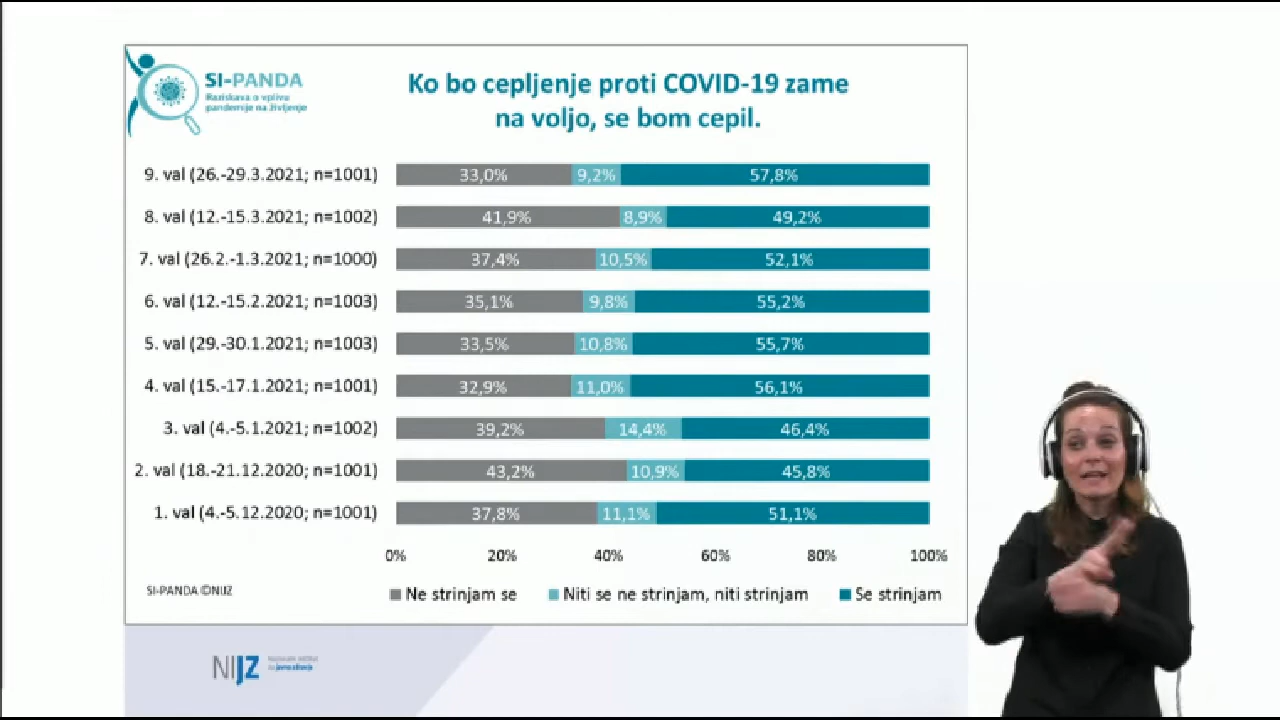 SI-PANDA
Raziskava o vplivu
pandemije na življenje
Ko bo cepljenje proti COVID-19 zame
na voljo, se bom cepil.
9. val (26.-29.3.2021; n=1001) 33,0% 9,2% 57,8%
8. val (12.-15.3.2021; n=1002) 41,9% 8,9% 49,2%
7. val (26.2.-1.3.2021; n=1000) 37,4% 10,5% 52,1%
6. val (12.-15.2.2021; n=1003) 35,1% 9,8% 55,2%
5. val (29.-30.1.2021; n=1003) 33,5% 10,8% 55,7%
4. val (15.-17.1.2021; n=1001) 32,9% 11,0% 56,1%
3. val (4.-5.1.2021; n=1002) 39,2% 14,4% 46,4%
2. val (18.-21.12.2020; n=1001) 43,2% 10,9% 45,8%
1. val (4.-5.12.2020; n=1001) 37,8% 11,1% 51,1%
0% 20% 40% 60% 80% 100%
SI-PANDA ©NIJZ
Ne strinjam se Niti se ne strinjam, niti strinjam Se strinjam
NIJZ